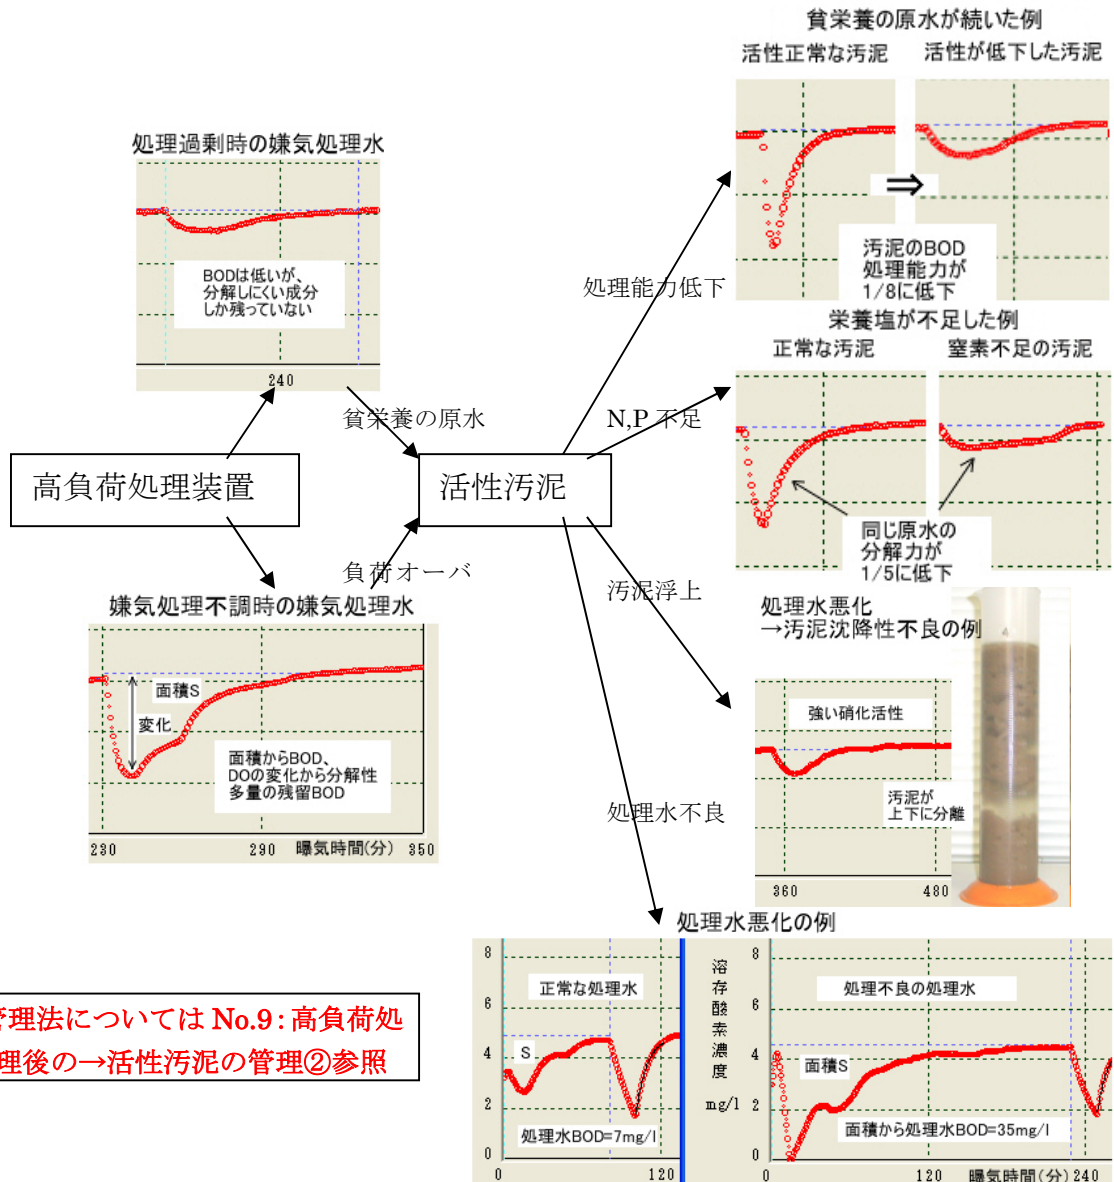 貧栄養の原水が続いた例
活性正常な汚泥
活性が低下した汚泥
⇒
汚泥のBOD
処理能力が
1/8に低下
処理過剰時の嫌気処理水
BODは低いが、
分解しにくい成分
しか残っていない
240
処理能力低下
栄養塩が不足した例
正常な汚泥
窒素不足の汚泥
同じ原水の
分解力が
1/5に低下
貧栄養の原水
N,P 不足
高負荷処理装置
活性汚泥
負荷オーバ
汚泥浮上
嫌気処理不調時の嫌気処理水
面積S
変化
面積からBOD、
DOの変化から分解性
多量の残留BOD
230
290
曝気時間(分)
350
処理水悪化
→汚泥沈降性不良の例
強い硝化活性
汚泥が
上下に分離
360
480
処理水不良
処理水悪化の例
8
6
4
2
0
正常な処理水
S
処理水BOD=7mg/l
0
120
溶存酸素濃度
mg/l
8
6
4
2
0
処理不良の処理水
面積S
面積から処理水BOD=35mg/l
0
120
曝気時間(分)
240
管理法については No.9:高負荷処
理後の→活性汚泥の管理②参照